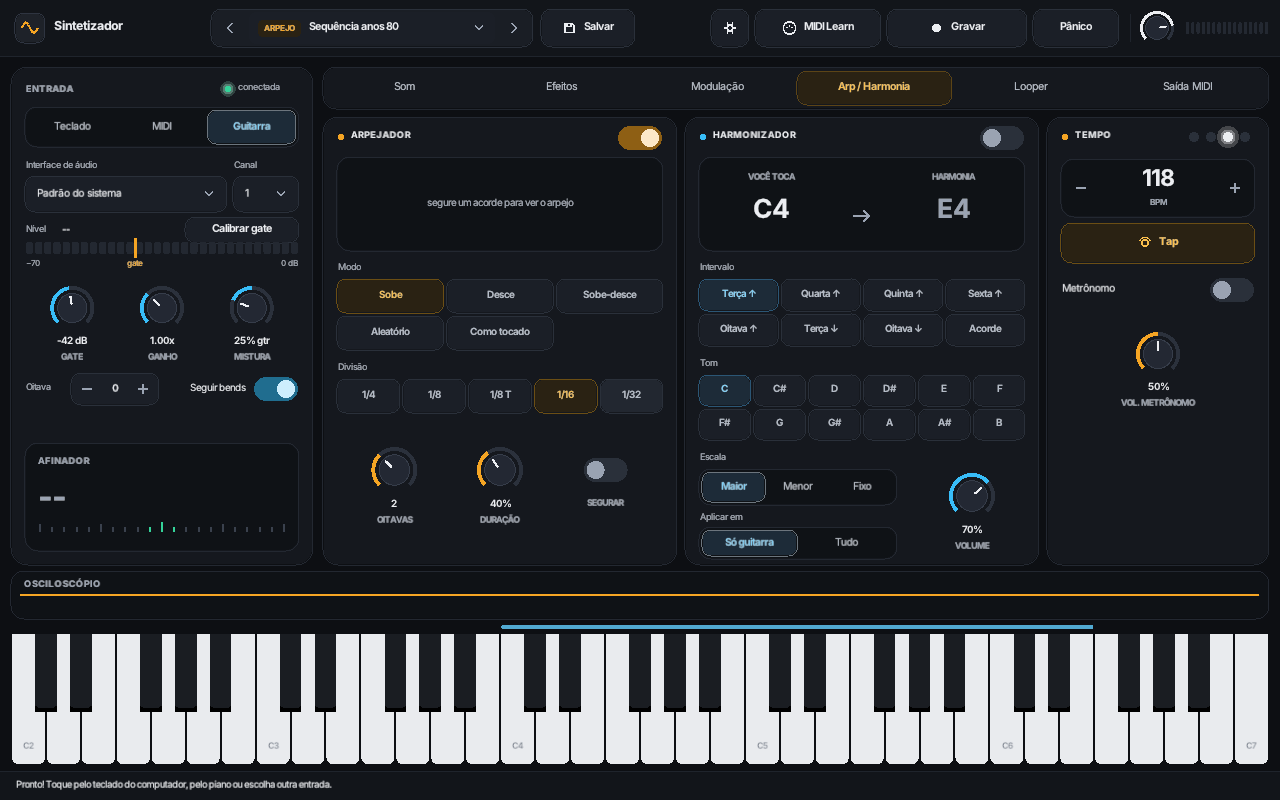 Sintetizador
ARPEJO Sequência anos 80
Salvar
MIDI Learn
Gravar
Pânico
ENTRADA
conectada
Teclado MIDI Guitarra
Interface de áudio Canal
Padrão do sistema 1
Nível -- Calibrar gate
−70 gate 0 dB
-42 dB 1.00x 25% gtr
GATE GANHO MISTURA
Oitava − 0 + Seguir bends
AFINADOR
––
Som Efeitos Modulação Arp / Harmonia Looper Saída MIDI
ARPEJADOR
segure um acorde para ver o arpejo
Modo
Sobe Desce Sobe-desce
Aleatório Como tocado
Divisão
1/4 1/8 1/8 T 1/16 1/32
2 40% SEGURAR
OITAVAS DURAÇÃO
HARMONIZADOR
VOCÊ TOCA HARMONIA
C4 → E4
Intervalo
Terça ↑ Quarta ↑ Quinta ↑ Sexta ↑
Oitava ↑ Terça ↓ Oitava ↓ Acorde
Tom
C C# D D# E F
F# G G# A A# B
Escala
Maior Menor Fixo
Aplicar em
Só guitarra Tudo
70%
VOLUME
TEMPO
− 118 +
BPM
Tap
Metrônomo
50%
VOL. METRÔNOMO
OSCILOSCÓPIO
C2 C3 C4 C5 C6 C7
Pronto! Toque pelo teclado do computador, pelo piano ou escolha outra entrada.